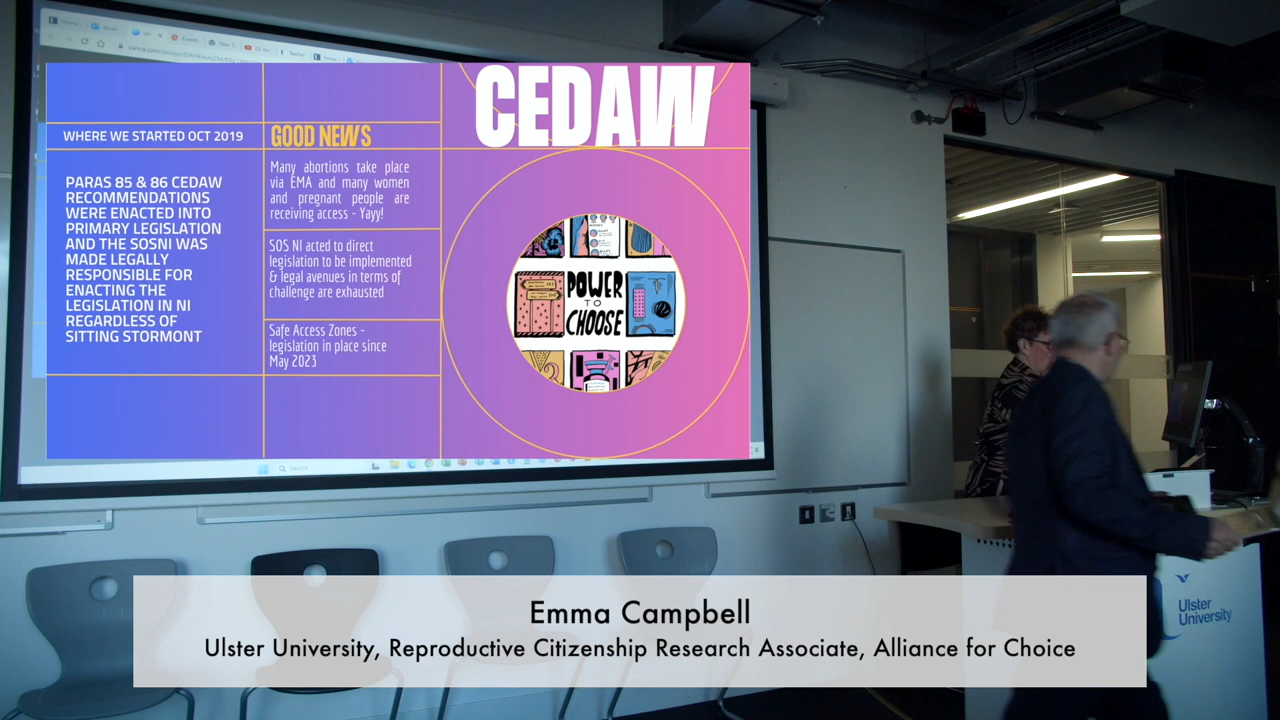 CEDAW
WHERE WE STARTED OCT 2019
GOOD NEWS
PARAS 85 & 86 CEDAW
RECOMMENDATIONS
WERE ENACTED INTO
PRIMARY LEGISLATION
AND THE SOSNI WAS
MADE LEGALLY
RESPONSIBLE FOR
ENACTING THE
LEGISLATION IN NI
REGARDLESS OF
SITTING STORMONT
Many abortions take place
via EMA and many women
and pregnant people are
receiving access - Yayy!
SOS NI acted to direct
legislation to be implemented
& legal avenues in terms of
challenge are exhausted
Safe Access Zones -
legislation in place since
May 2023
POWER
TO
CHOOSE
Search
Ulster
University
Emma Campbell
Ulster University, Reproductive Citizenship Research Associate, Alliance for Choice